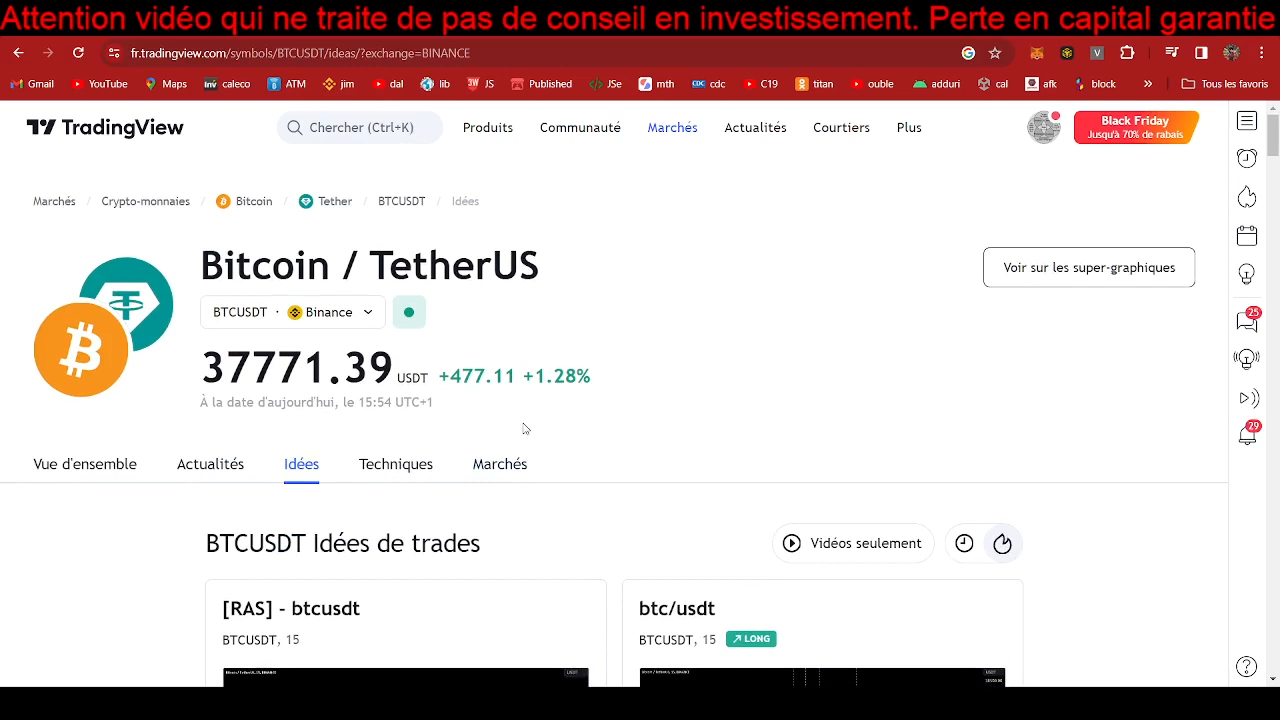 Attention vidéo qui ne traite de pas de conseil en investissement. Perte en capital garantie
fr.tradingview.com/symbols/BTCUSDT/ideas/?exchange=BINANCE
Gmail YouTube Maps caleco ATM jim dal lib JS Published JSe mth cdc C19 titan ouble adduri cal afk block » Tous les favoris
TradingView Chercher (Ctrl+K) Produits Communauté Marchés Actualités Courtiers Plus
Black Friday
Jusqu'à 70% de rabais
Marchés / Crypto-monnaies / Bitcoin / Tether / BTCUSDT / Idées
Bitcoin / TetherUS
Voir sur les super-graphiques
BTCUSDT · Binance
37771.39 USDT +477.11 +1.28%
À la date d'aujourd'hui, le 15:54 UTC+1
25
29
Vue d'ensemble Actualités Idées Techniques Marchés
BTCUSDT Idées de trades
Vidéos seulement
[RAS] - btcusdt
BTCUSDT, 15
btc/usdt
BTCUSDT, 15 LONG